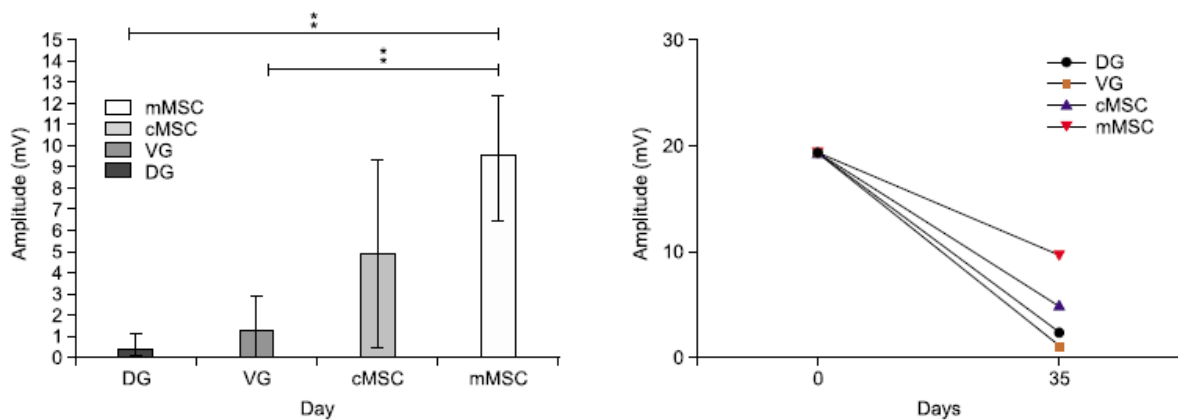 **
**
15
14
13
12
11
10
9
8
7
6
5
4
3
2
1
0
Amplitude (mV)
mMSC
cMSC
VG
DG
DG VG cMSC mMSC
Day
30
20
10
0
Amplitude (mV)
DG
VG
cMSC
mMSC
0 35
Days